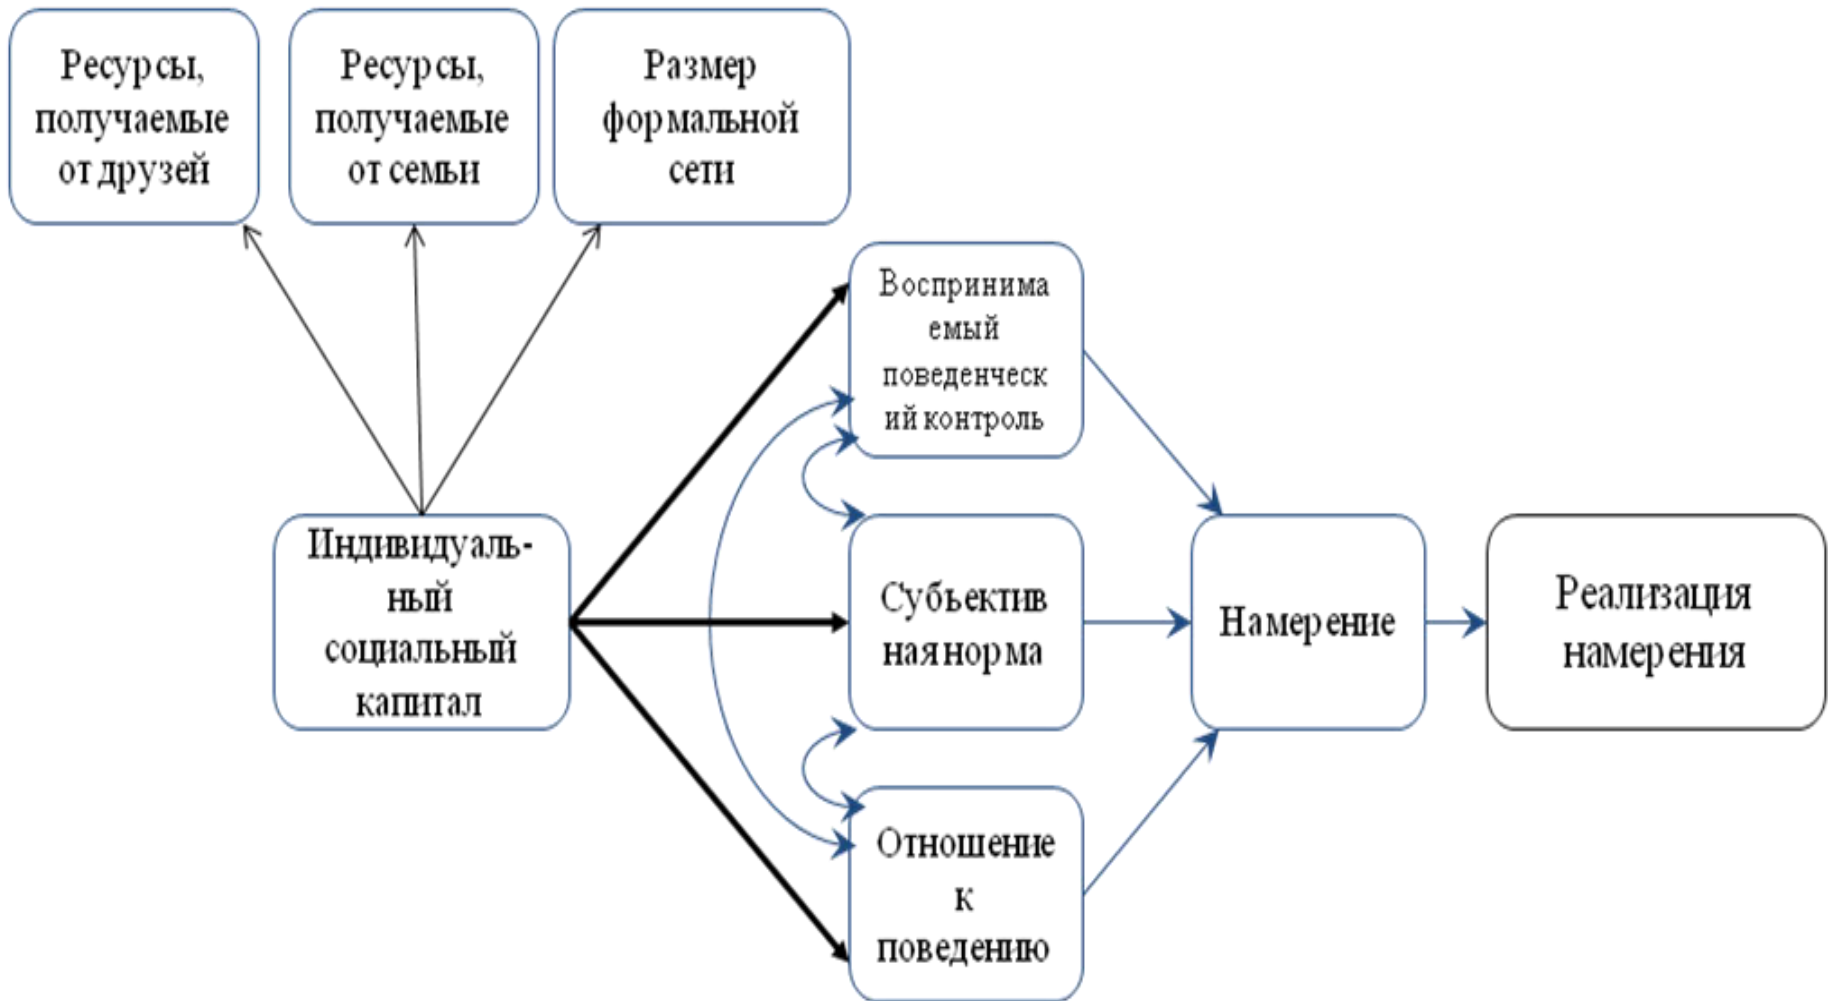 Ресурсы,
получаемые
от друзей
Ресурсы,
получаемые
от семьи
Размер
формальной
сети
Воспринима
емый
поведенческ
ий контроль
Индивидуаль-
ный
социальный
капитал
Субъектив
ная норма
Намерение
Реализация
намерения
Отношение
к
поведению